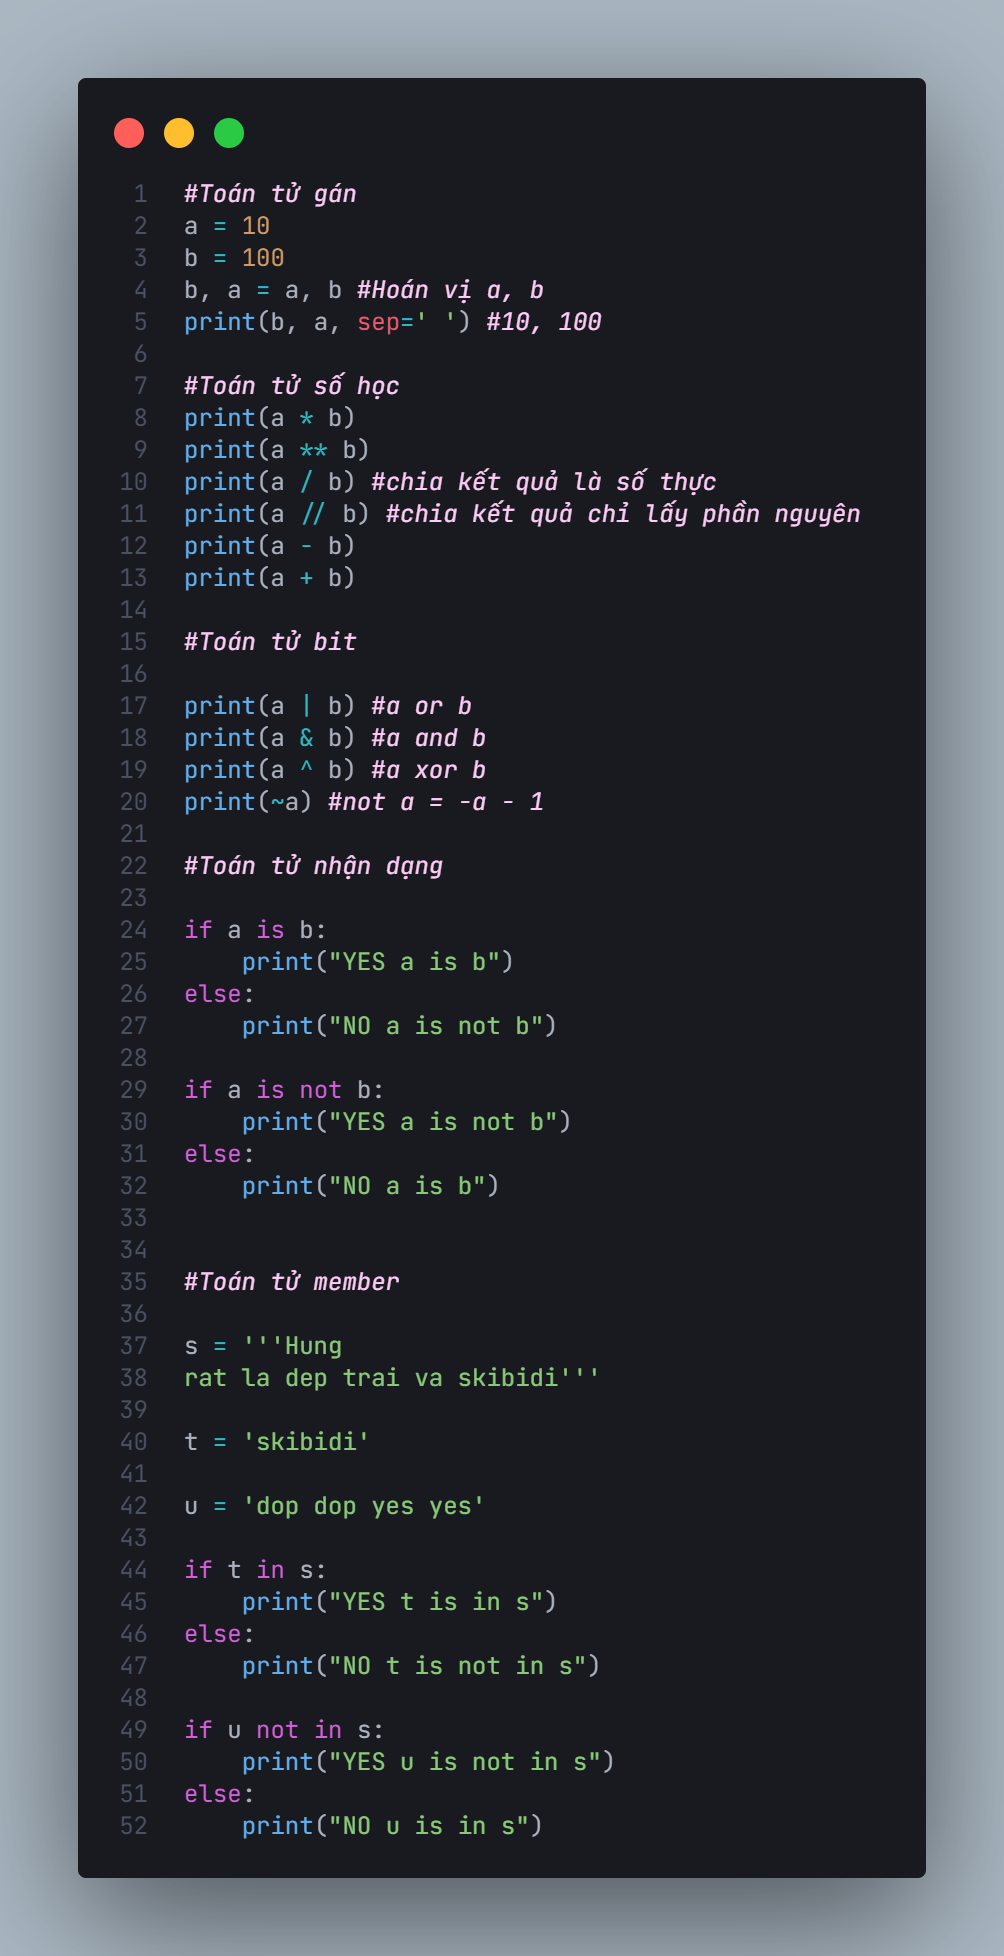 1 #Toán tử gán
2 a = 10
3 b = 100
4 b, a = a, b #Hoán vị a, b
5 print(b, a, sep=' ') #10, 100
6
7 #Toán tử số học
8 print(a * b)
9 print(a ** b)
10 print(a / b) #chia kết quả là số thực
11 print(a // b) #chia kết quả chỉ lấy phần nguyên
12 print(a - b)
13 print(a + b)
14
15 #Toán tử bit
16
17 print(a | b) #a or b
18 print(a & b) #a and b
19 print(a ^ b) #a xor b
20 print(~a) #not a = -a - 1
21
22 #Toán tử nhận dạng
23
24 if a is b:
25     print("YES a is b")
26 else:
27     print("NO a is not b")
28
29 if a is not b:
30     print("YES a is not b")
31 else:
32     print("NO a is b")
33
34
35 #Toán tử member
36
37 s = '''Hung
38 rat la dep trai va skibidi'''
39
40 t = 'skibidi'
41
42 u = 'dop dop yes yes'
43
44 if t in s:
45     print("YES t is in s")
46 else:
47     print("NO t is not in s")
48
49 if u not in s:
50     print("YES u is not in s")
51 else:
52     print("NO u is in s")